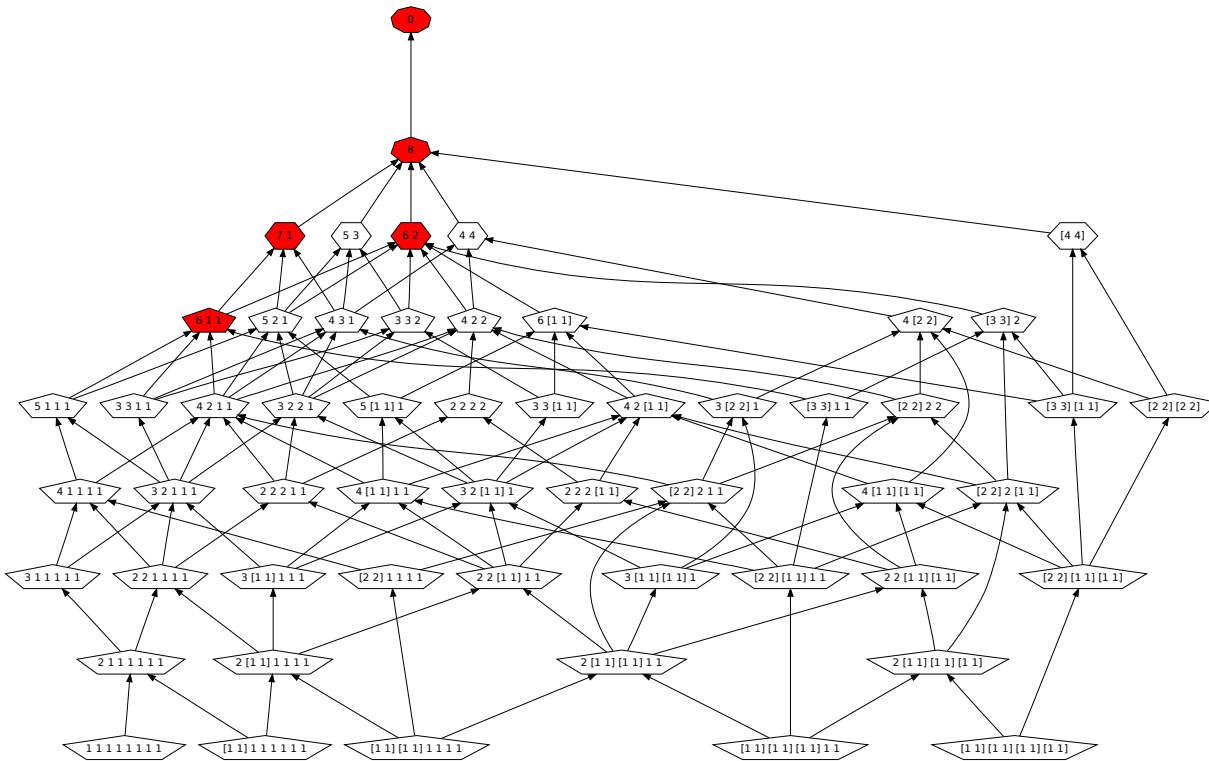 0
8
7 1
5 3
6 2
4 4
[4 4]
6 1 1
5 2 1
4 3 1
3 3 2
4 2 2
6 [1 1]
4 [2 2]
[3 3] 2
5 1 1 1
3 3 1 1
4 2 1 1
3 2 2 1
5 [1 1] 1
2 2 2 2
3 3 [1 1]
4 2 [1 1]
3 [2 2] 1
[3 3] 1 1
[2 2] 2 2
[3 3] [1 1]
[2 2] [2 2]
4 1 1 1 1
3 2 1 1 1
2 2 2 1 1
4 [1 1] 1 1
3 2 [1 1] 1
2 2 2 [1 1]
[2 2] 2 1 1
4 [1 1] [1 1]
[2 2] 2 [1 1]
3 1 1 1 1 1
2 2 1 1 1 1
3 [1 1] 1 1 1
[2 2] 1 1 1 1
2 2 [1 1] 1 1
3 [1 1] [1 1] 1
[2 2] [1 1] 1 1
2 2 [1 1] [1 1]
[2 2] [1 1] [1 1]
2 1 1 1 1 1 1
2 [1 1] 1 1 1 1
2 [1 1] [1 1] 1 1
2 [1 1] [1 1] [1 1]
1 1 1 1 1 1 1 1
[1 1] 1 1 1 1 1 1
[1 1] [1 1] 1 1 1 1
[1 1] [1 1] [1 1] 1 1
[1 1] [1 1] [1 1] [1 1]